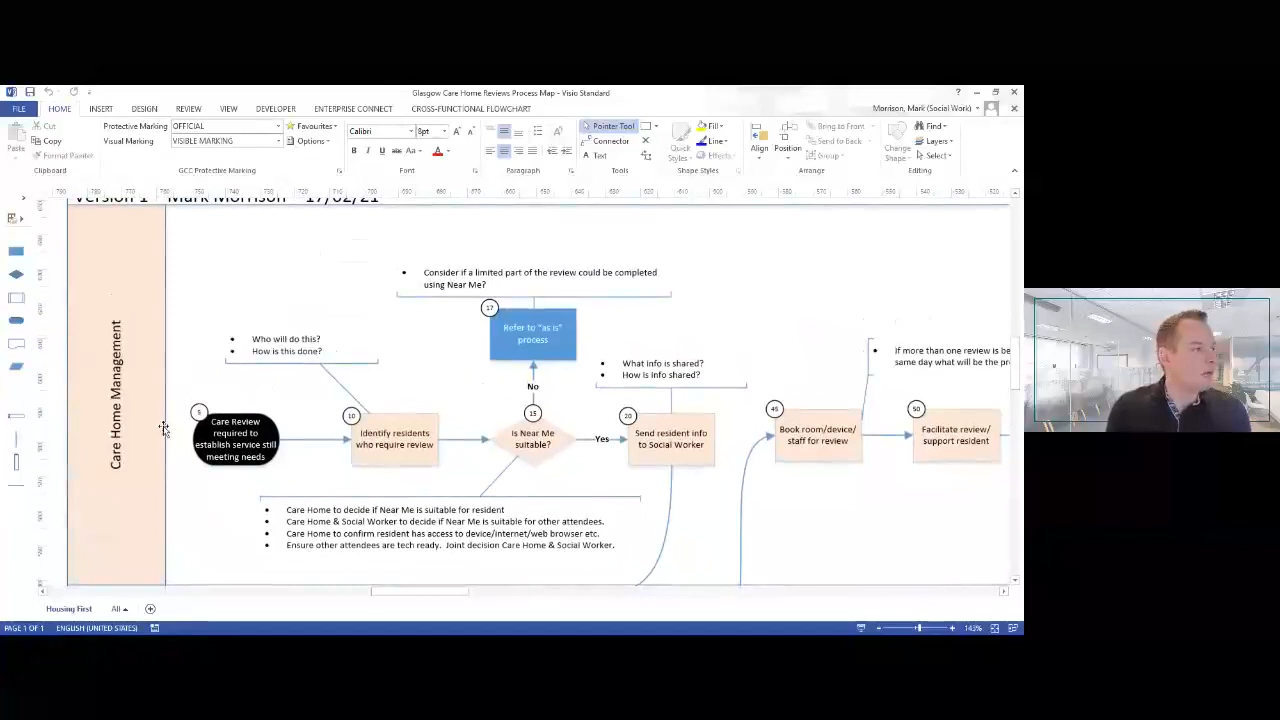 Glasgow Care Home Reviews Process Map - Visio Standard
FILE HOME INSERT DESIGN REVIEW VIEW DEVELOPER ENTERPRISE CONNECT CROSS-FUNCTIONAL FLOWCHART
Morrison, Mark (Social Work)
Paste
Cut
Copy
Format Painter
Clipboard
Protective Marking OFFICIAL
Visual Marking VISIBLE MARKING
Favourites
Options
GCC Protective Marking
Calibri 8pt
Font
Paragraph
Pointer Tool
Connector
Text
Tools
Quick Styles
Fill
Line
Effects
Shape Styles
Align Position
Bring to Front
Send to Back
Group
Arrange
Change Shape
Find
Layers
Select
Editing
Version 1 Mark Morrison 17/02/21
Care Home Management
• Consider if a limited part of the review could be completed
using Near Me?
17
Refer to "as is"
process
• Who will do this?
• How is this done?
No
• What info is shared?
• How is info shared?
• If more than one review is be
same day what will be the pr
5
Care Review
required to
establish service still
meeting needs
10
Identify residents
who require review
15
Is Near Me
suitable?
Yes
20
Send resident info
to Social Worker
45
Book room/device/
staff for review
50
Facilitate review/
support resident
• Care Home to decide if Near Me is suitable for resident
• Care Home & Social Worker to decide if Near Me is suitable for other attendees.
• Care Home to confirm resident has access to device/internet/web browser etc.
• Ensure other attendees are tech ready. Joint decision Care Home & Social Worker.
Housing First All
PAGE 1 OF 1 ENGLISH (UNITED STATES)
143%